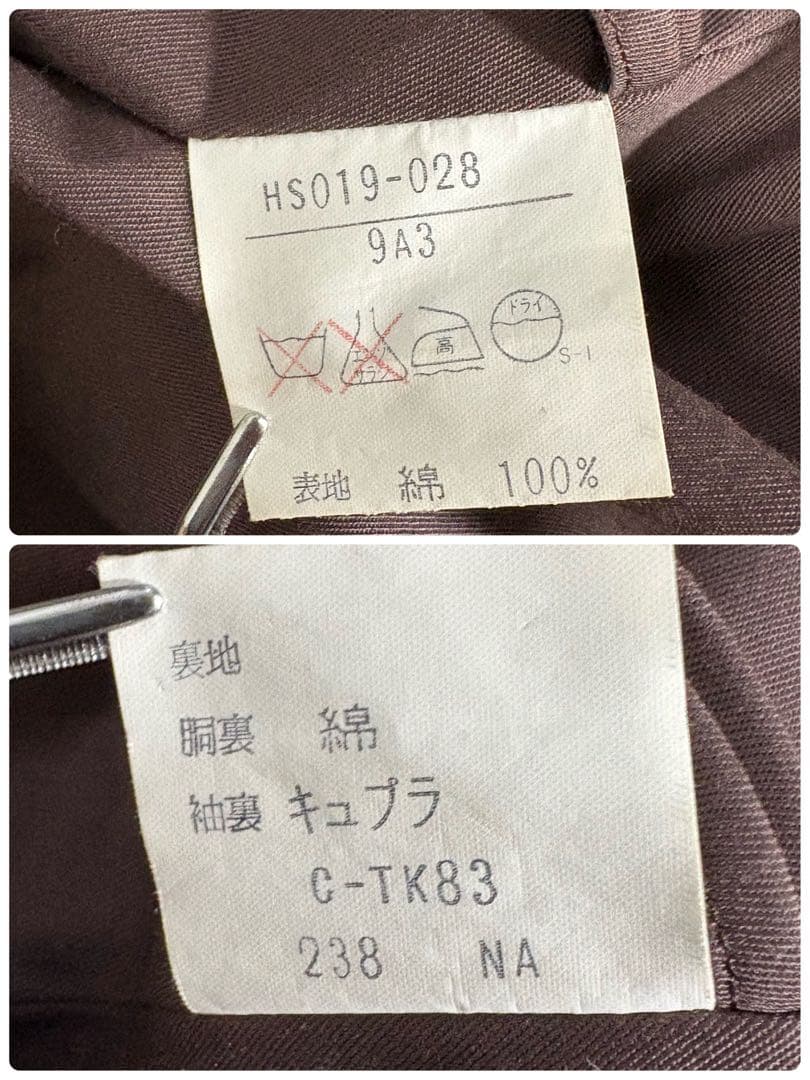 HS019-028
9A3
エンソ
サラシ
高
ドライ
S-1
表地 綿 100%
裏地
胴裏 綿
袖裏 キュプラ
C-TK83
238 NA